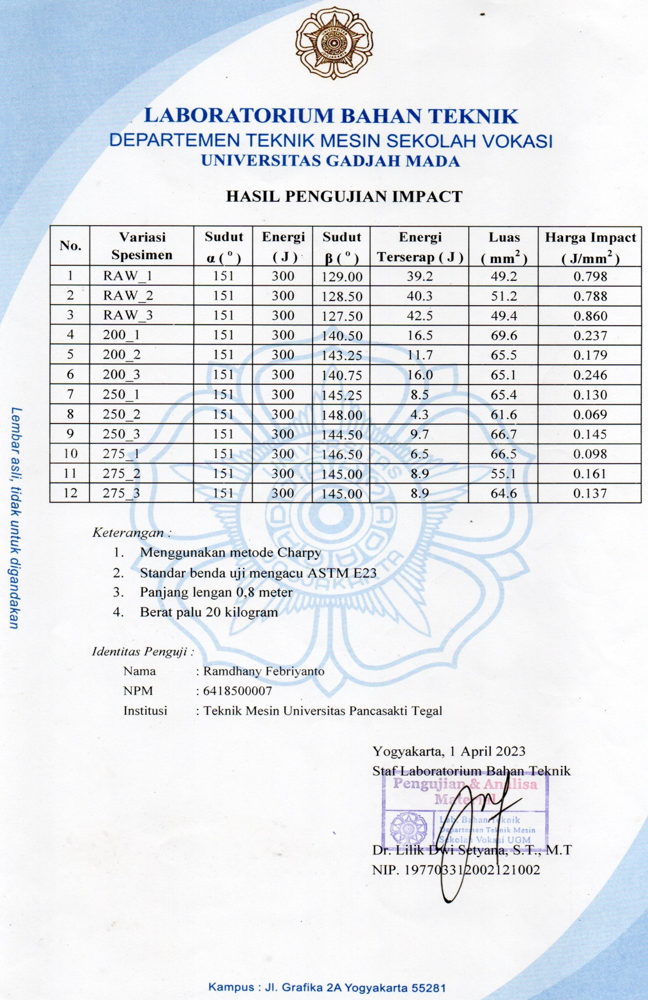 UNIVERSITAS
JOGJAKARTA
LABORATORIUM BAHAN TEKNIK
DEPARTEMEN TEKNIK MESIN SEKOLAH VOKASI
UNIVERSITAS GADJAH MADA
HASIL PENGUJIAN IMPACT
No. Variasi Spesimen Sudut α ( ° ) Energi ( J ) Sudut β ( ° ) Energi Terserap ( J ) Luas ( mm² ) Harga Impact ( J/mm² )
1 RAW_1 151 300 129.00 39.2 49.2 0.798
2 RAW_2 151 300 128.50 40.3 51.2 0.788
3 RAW_3 151 300 127.50 42.5 49.4 0.860
4 200_1 151 300 140.50 16.5 69.6 0.237
5 200_2 151 300 143.25 11.7 65.5 0.179
6 200_3 151 300 140.75 16.0 65.1 0.246
7 250_1 151 300 145.25 8.5 65.4 0.130
8 250_2 151 300 148.00 4.3 61.6 0.069
9 250_3 151 300 144.50 9.7 66.7 0.145
10 275_1 151 300 146.50 6.5 66.5 0.098
11 275_2 151 300 145.00 8.9 55.1 0.161
12 275_3 151 300 145.00 8.9 64.6 0.137
UNIVERSITAS
GADJAH MADA
JOGJAKARTA
Lembar asli, tidak untuk digandakan
Keterangan :
1. Menggunakan metode Charpy
2. Standar benda uji mengacu ASTM E23
3. Panjang lengan 0,8 meter
4. Berat palu 20 kilogram
Identitas Penguji :
Nama : Ramdhany Febriyanto
NPM : 6418500007
Institusi : Teknik Mesin Universitas Pancasakti Tegal
Yogyakarta, 1 April 2023
Staf Laboratorium Bahan Teknik
Pengujian & Analisa
Material
Lab. Bahan Teknik
Departemen Teknik Mesin
Sekolah Vokasi UGM
Dr. Lilik Dwi Setyana, S.T., M.T
NIP. 197703312002121002
Kampus : Jl. Grafika 2A Yogyakarta 55281